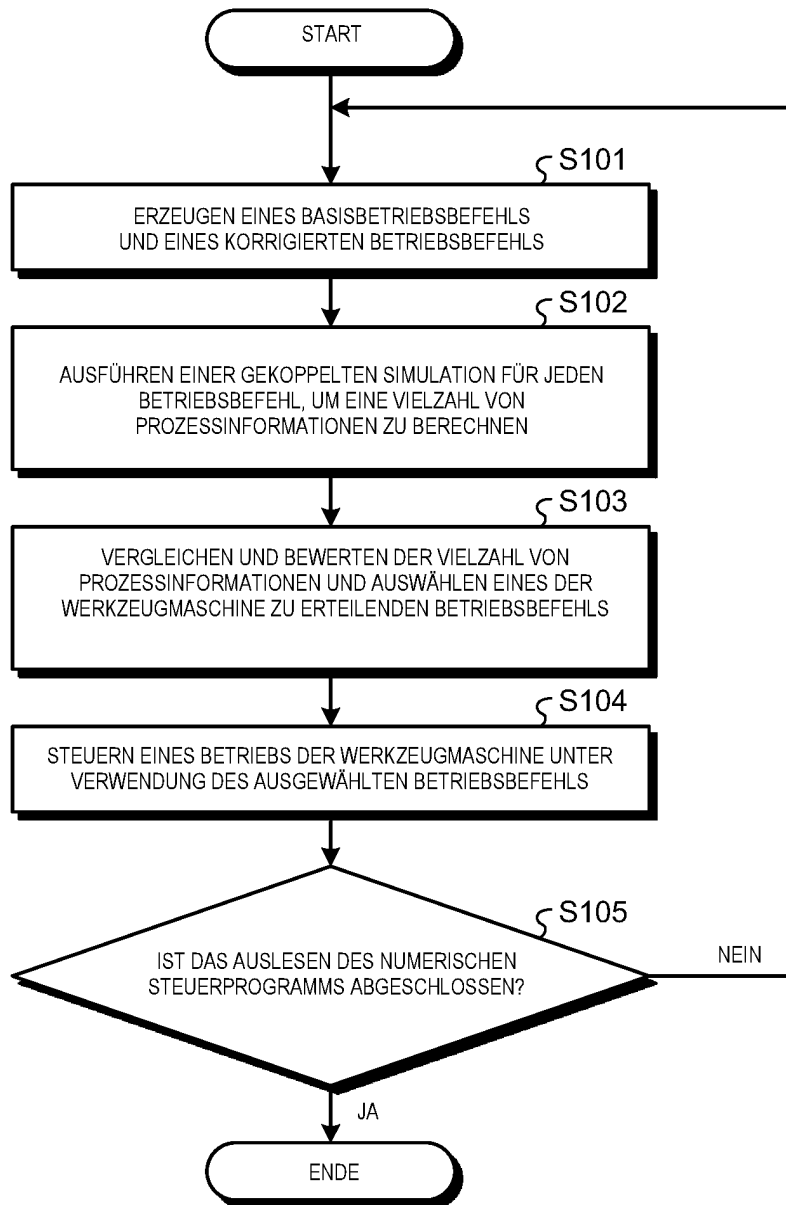 START
S101
ERZEUGEN EINES BASISBETRIEBSBEFEHLS
UND EINES KORRIGIERTEN BETRIEBSBEFEHLS
S102
AUSFÜHREN EINER GEKOPPELTEN SIMULATION FÜR JEDEN
BETRIEBSBEFEHL, UM EINE VIELZAHL VON
PROZESSINFORMATIONEN ZU BERECHNEN
S103
VERGLEICHEN UND BEWERTEN DER VIELZAHL VON
PROZESSINFORMATIONEN UND AUSWÄHLEN EINES DER
WERKZEUGMASCHINE ZU ERTEILENDEN BETRIEBSBEFEHLS
S104
STEUERN EINES BETRIEBS DER WERKZEUGMASCHINE UNTER
VERWENDUNG DES AUSGEWÄHLTEN BETRIEBSBEFEHLS
S105
IST DAS AUSLESEN DES NUMERISCHEN
STEUERPROGRAMMS ABGESCHLOSSEN?
NEIN
JA
ENDE